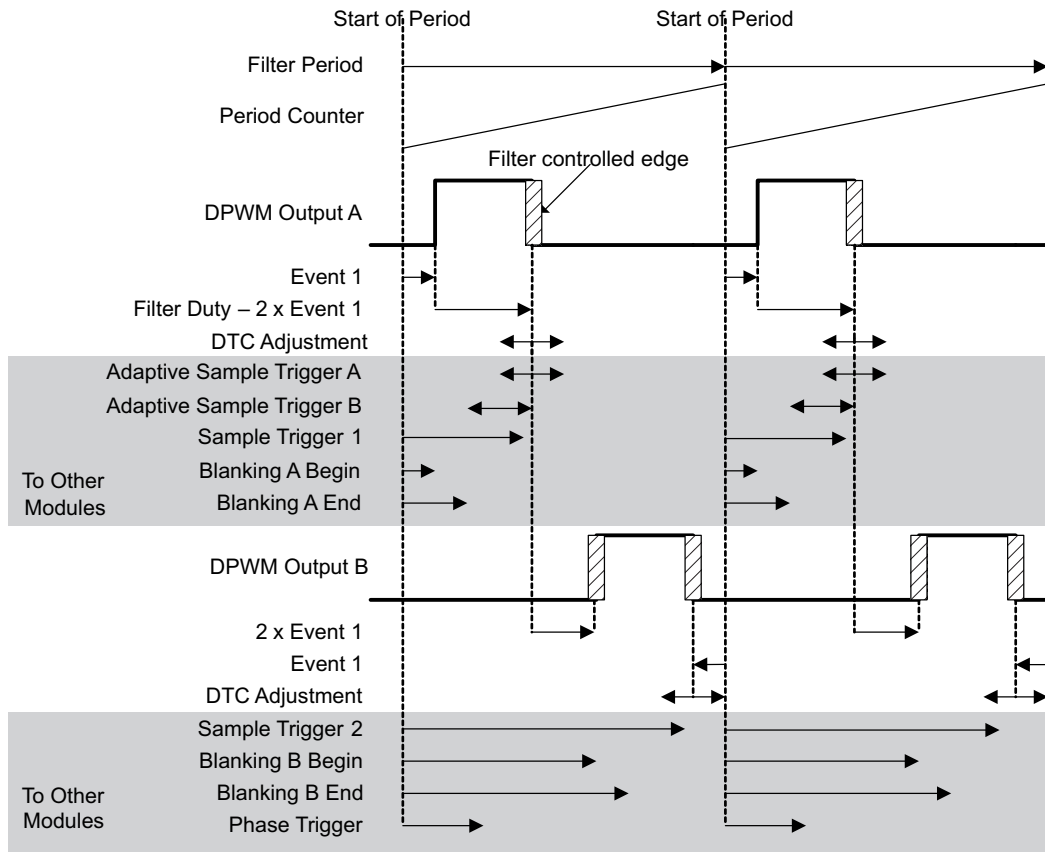 Start of Period
Start of Period
Filter Period
Period Counter
Filter controlled edge
DPWM Output A
Event 1
Filter Duty – 2 x Event 1
DTC Adjustment
Adaptive Sample Trigger A
Adaptive Sample Trigger B
Sample Trigger 1
Blanking A Begin
Blanking A End
To Other
Modules
DPWM Output B
2 x Event 1
Event 1
DTC Adjustment
Sample Trigger 2
Blanking B Begin
Blanking B End
Phase Trigger
To Other
Modules